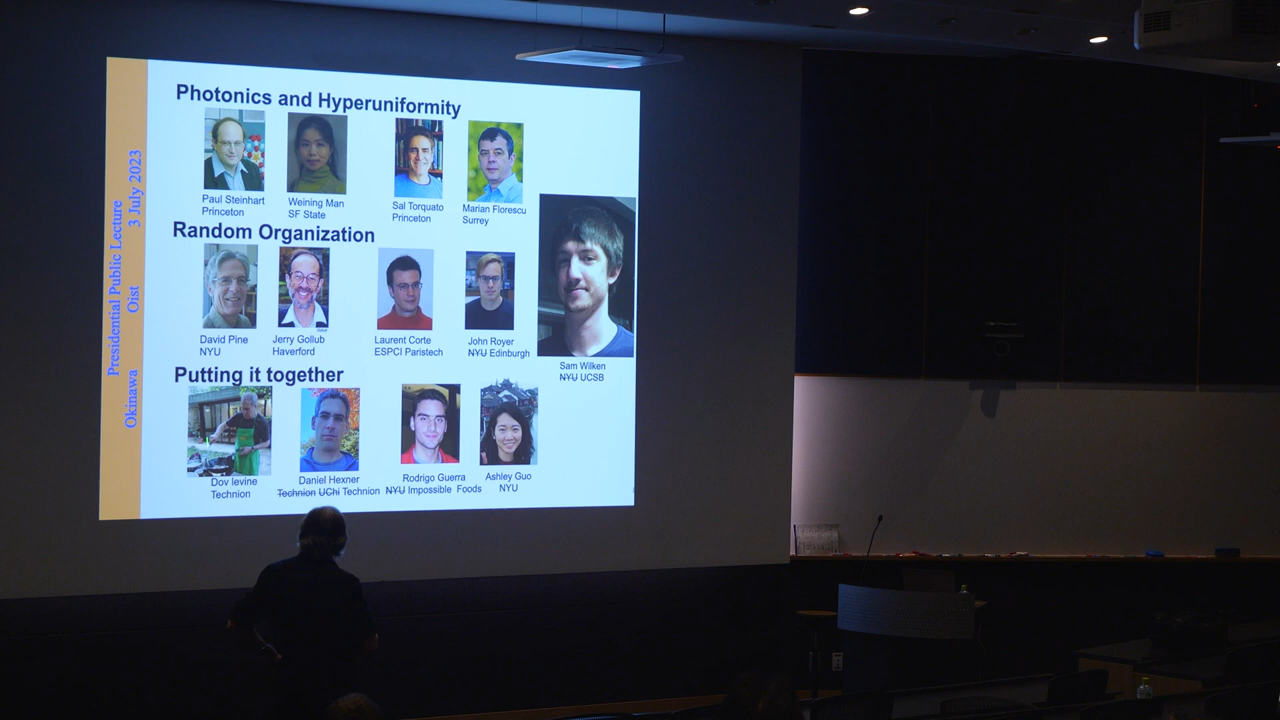 Photonics and Hyperuniformity
Paul Steinhart
Princeton
Weining Man
SF State
Sal Torquato
Princeton
Marian Florescu
Surrey
Random Organization
David Pine
NYU
Jerry Gollub
Haverford
Laurent Corte
ESPCI Paristech
John Royer
NYU Edinburgh
Sam Wilken
NYU UCSB
Putting it together
Dov levine
Technion
Daniel Hexner
Technion UChi Technion
Rodrigo Guerra
NYU Impossible Foods
Ashley Guo
NYU
Presidential Public Lecture
Okinawa Oist 3 July 2023